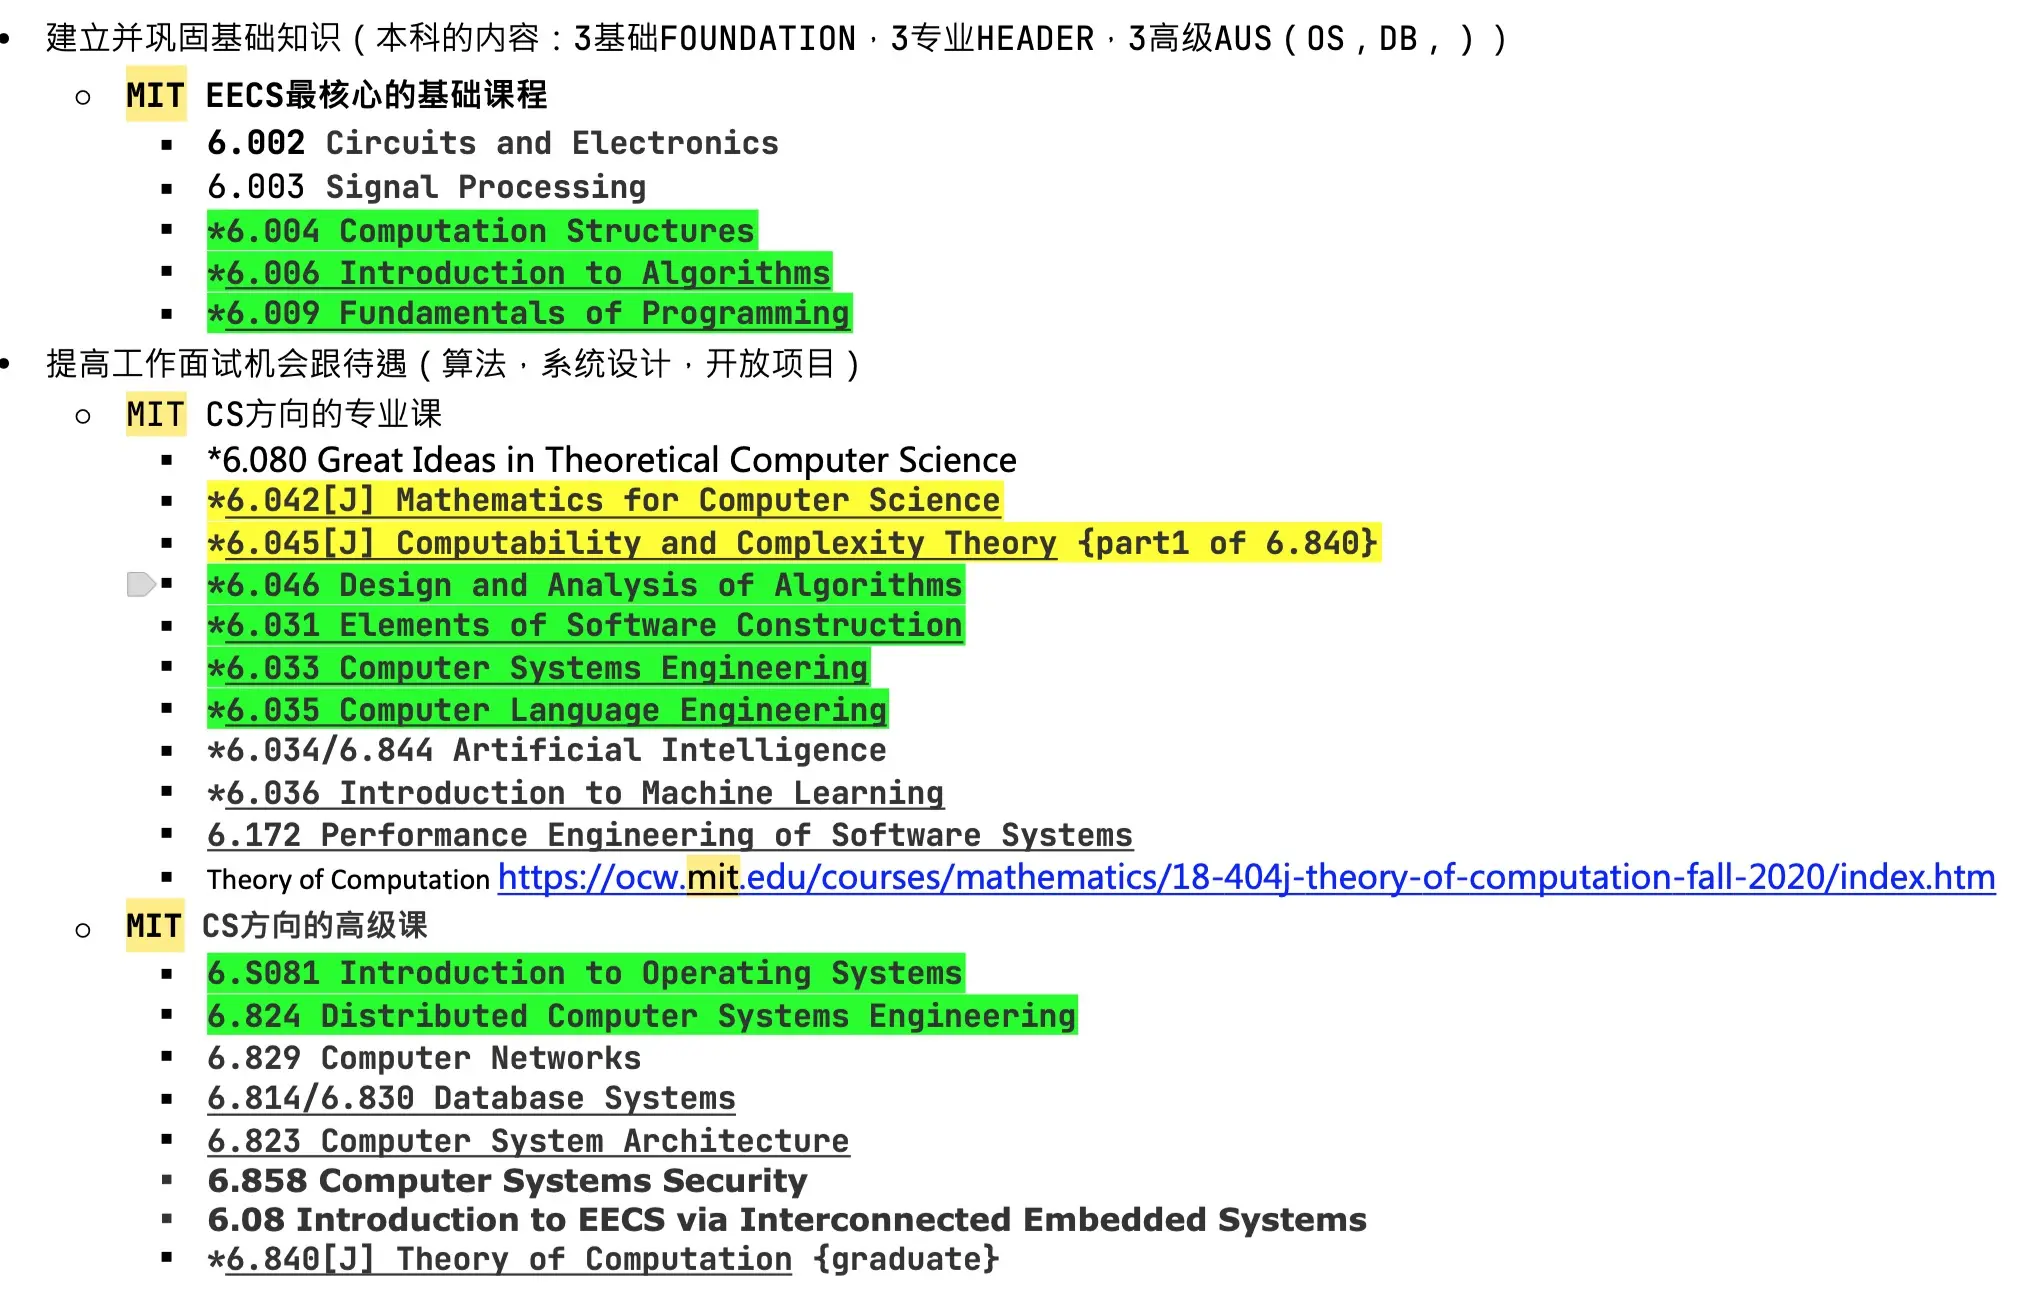 • 建立并巩固基础知识（本科的内容：3基础FOUNDATION，3专业HEADER，3高级AUS（OS，DB，））
○ MIT EECS最核心的基础课程
▪ 6.002 Circuits and Electronics
▪ 6.003 Signal Processing
▪ *6.004 Computation Structures
▪ *6.006 Introduction to Algorithms
▪ *6.009 Fundamentals of Programming
• 提高工作面试机会跟待遇（算法，系统设计，开放项目）
○ MIT CS方向的专业课
▪ *6.080 Great Ideas in Theoretical Computer Science
▪ *6.042[J] Mathematics for Computer Science
▪ *6.045[J] Computability and Complexity Theory {part1 of 6.840}
▪ *6.046 Design and Analysis of Algorithms
▪ *6.031 Elements of Software Construction
▪ *6.033 Computer Systems Engineering
▪ *6.035 Computer Language Engineering
▪ *6.034/6.844 Artificial Intelligence
▪ *6.036 Introduction to Machine Learning
▪ 6.172 Performance Engineering of Software Systems
▪ Theory of Computation https://ocw.mit.edu/courses/mathematics/18-404j-theory-of-computation-fall-2020/index.htm
○ MIT CS方向的高级课
▪ 6.S081 Introduction to Operating Systems
▪ 6.824 Distributed Computer Systems Engineering
▪ 6.829 Computer Networks
▪ 6.814/6.830 Database Systems
▪ 6.823 Computer System Architecture
▪ 6.858 Computer Systems Security
▪ 6.08 Introduction to EECS via Interconnected Embedded Systems
▪ *6.840[J] Theory of Computation {graduate}